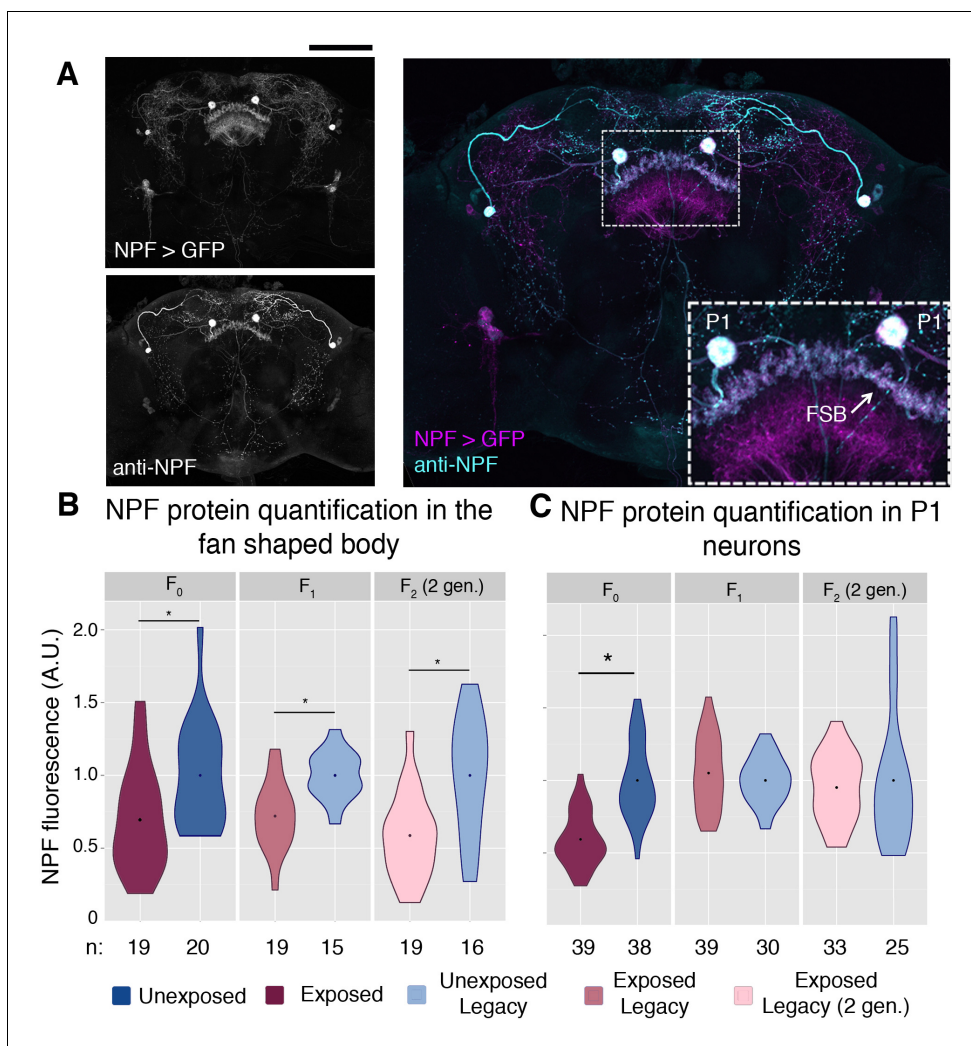 A
NPF > GFP
anti-NPF
NPF > GFP
anti-NPF
P1
P1
FSB
B
NPF protein quantification in the
fan shaped body
C
NPF protein quantification in P1
neurons
F0
F1
F2 (2 gen.)
F0
F1
F2 (2 gen.)
NPF fluorescence (A.U.)
2.0
1.5
1.0
0.5
0
*
*
*
*
n: 19 20 19 15 19 16
39 38 39 30 33 25
Unexposed
Exposed
Unexposed
Legacy
Exposed
Legacy
Exposed
Legacy (2 gen.)